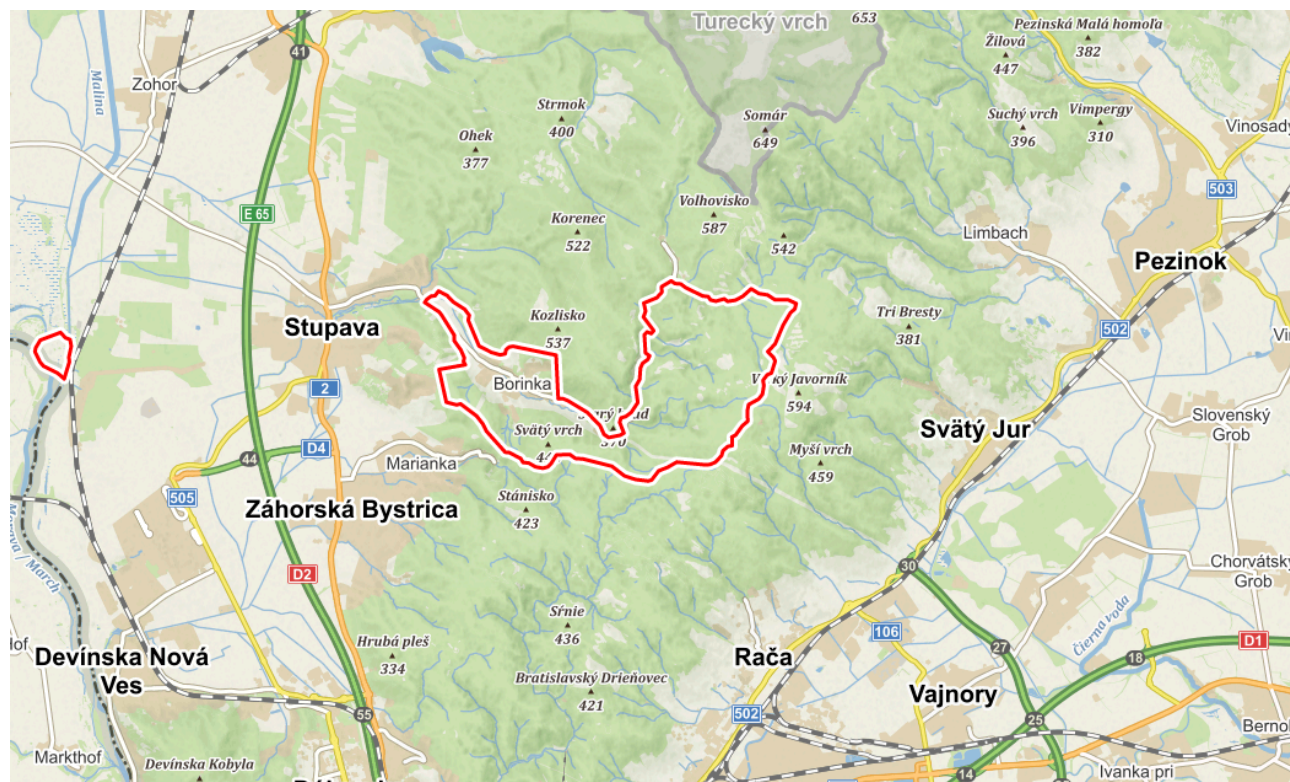 Turecký vrch
653
Pezinská Malá homoľa
382
Žilová
447
41
Malina
Zohor
Strmok
400
Somár
649
Suchý vrch
396
Vimpergy
310
Vinosady
Ohek
377
503
E 65
Volhovisko
587
Korenec
522
542
Limbach
Pezinok
Stupava
Kozlisko
537
Tri Bresty
381
502
Borinka
2
Javorník
594
Slovenský
Grob
Svätý vrch
370
Svätý Jur
D4
44
Marianka
Myší vrch
459
505
Stánisko
423
Záhorská Bystrica
Morava / March
D2
30
Chorvátsky
Grob
Sŕnie
436
Čierna voda
106
Hrubá pleš
334
D1
Devínska Nová
Ves
Rača
27
18
Bratislavský Drieňovec
421
Vajnory
55
502
25
Markthof
Devínska Kobyla
14
Ivanka pri